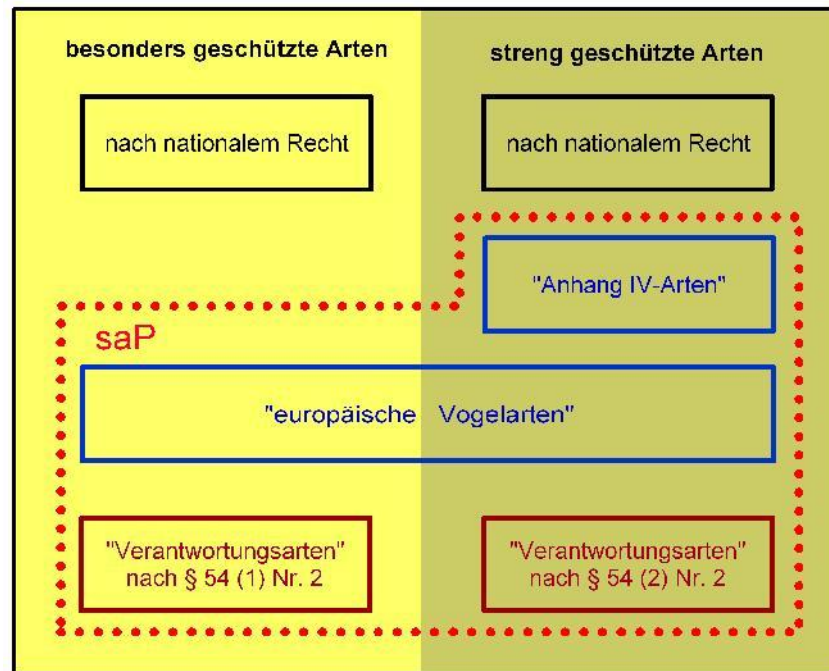 besonders geschützte Arten
streng geschützte Arten
nach nationalem Recht
nach nationalem Recht
"Anhang IV-Arten"
saP
"europäische Vogelarten"
"Verantwortungsarten"
nach § 54 (1) Nr. 2
"Verantwortungsarten"
nach § 54 (2) Nr. 2